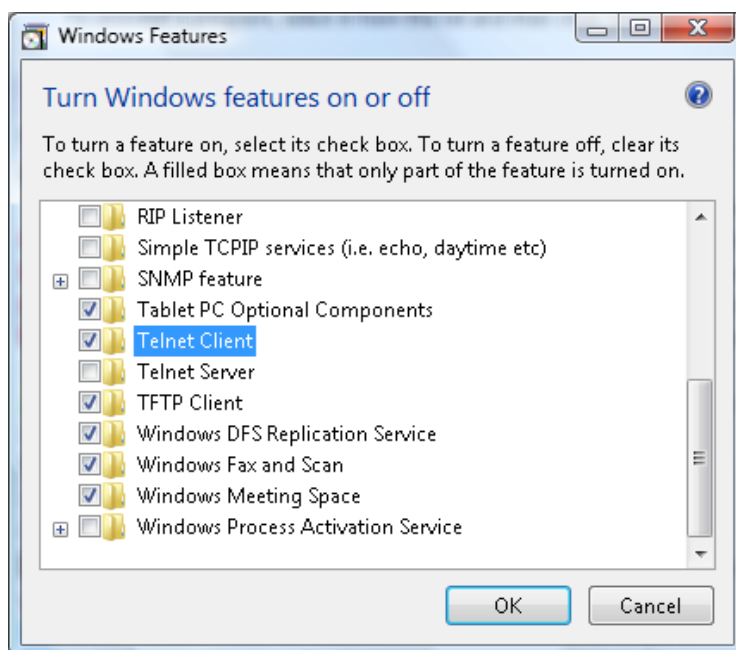 Windows Features
Turn Windows features on or off
To turn a feature on, select its check box. To turn a feature off, clear its
check box. A filled box means that only part of the feature is turned on.
RIP Listener
Simple TCPIP services (i.e. echo, daytime etc)
SNMP feature
Tablet PC Optional Components
Telnet Client
Telnet Server
TFTP Client
Windows DFS Replication Service
Windows Fax and Scan
Windows Meeting Space
Windows Process Activation Service
OK
Cancel